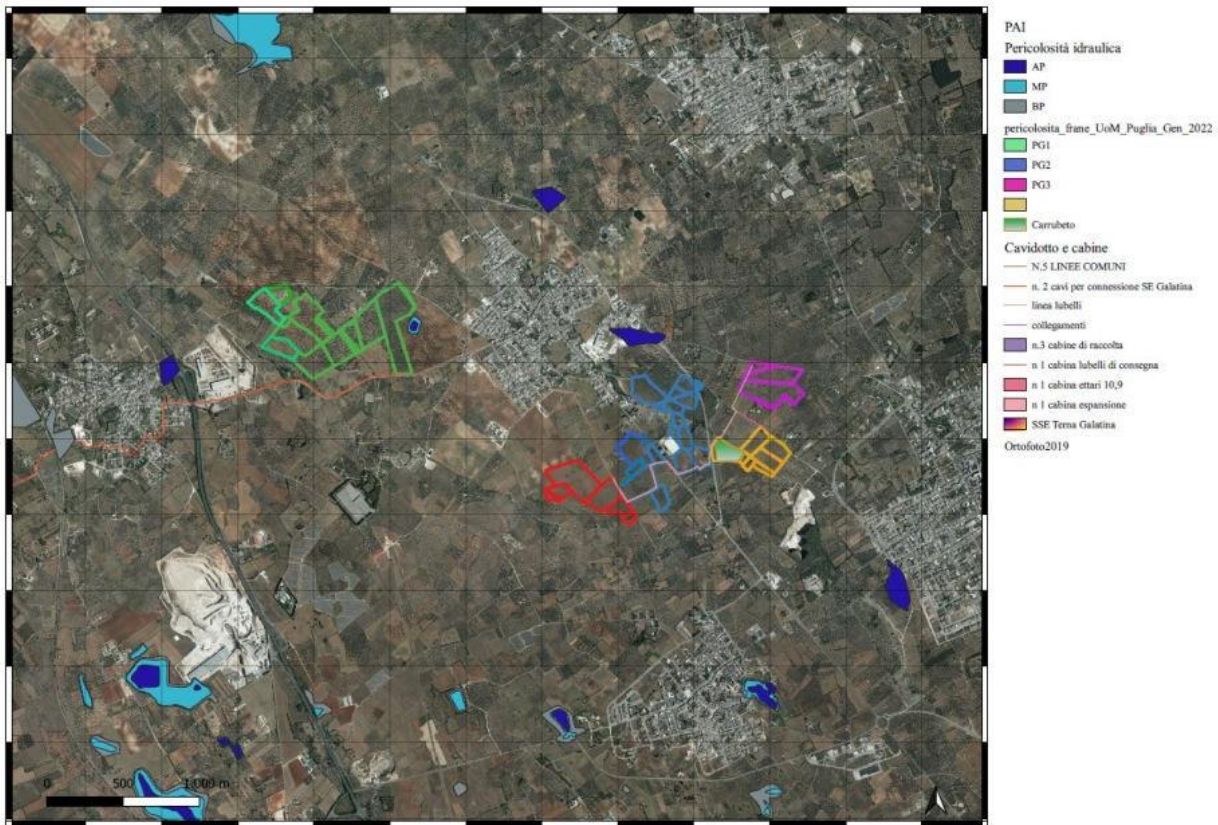 PAI
Pericolosità idraulica
AP
MP
BP
pericolosita_frane_UoM_Puglia_Gen_2022
PG1
PG2
PG3
Carrubeto
Cavidotto e cabine
N.5 LINEE COMUNI
n. 2 cavi per connessione SE Galatina
linea lubelli
collegamenti
n.3 cabine di raccolta
n 1 cabina lubelli di consegna
n 1 cabina ettari 10,9
n 1 cabina espansione
SSE Terna Galatina
Ortofoto2019
0 500 1.000 m